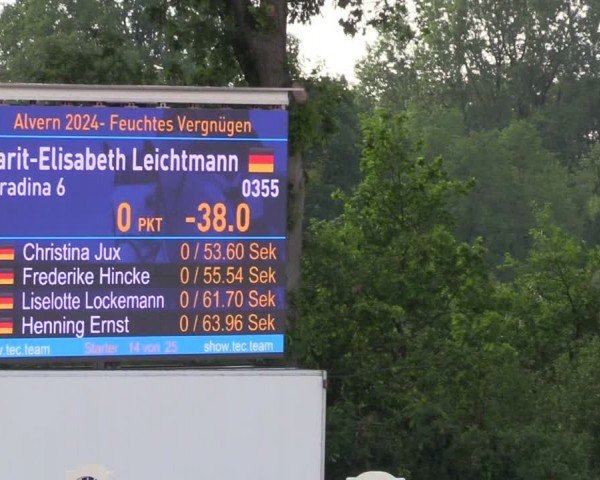 Alvern 2024- Feuchtes Vergnügen
arit-Elisabeth Leichtmann
radina 6 0355
0 PKT -38.0
Christina Jux 0 / 53.60 Sek
Frederike Hincke 0 / 55.54 Sek
Liselotte Lockemann 0 / 61.70 Sek
Henning Ernst 0 / 63.96 Sek
.tec.team Starter 14 von 25 show.tec.team